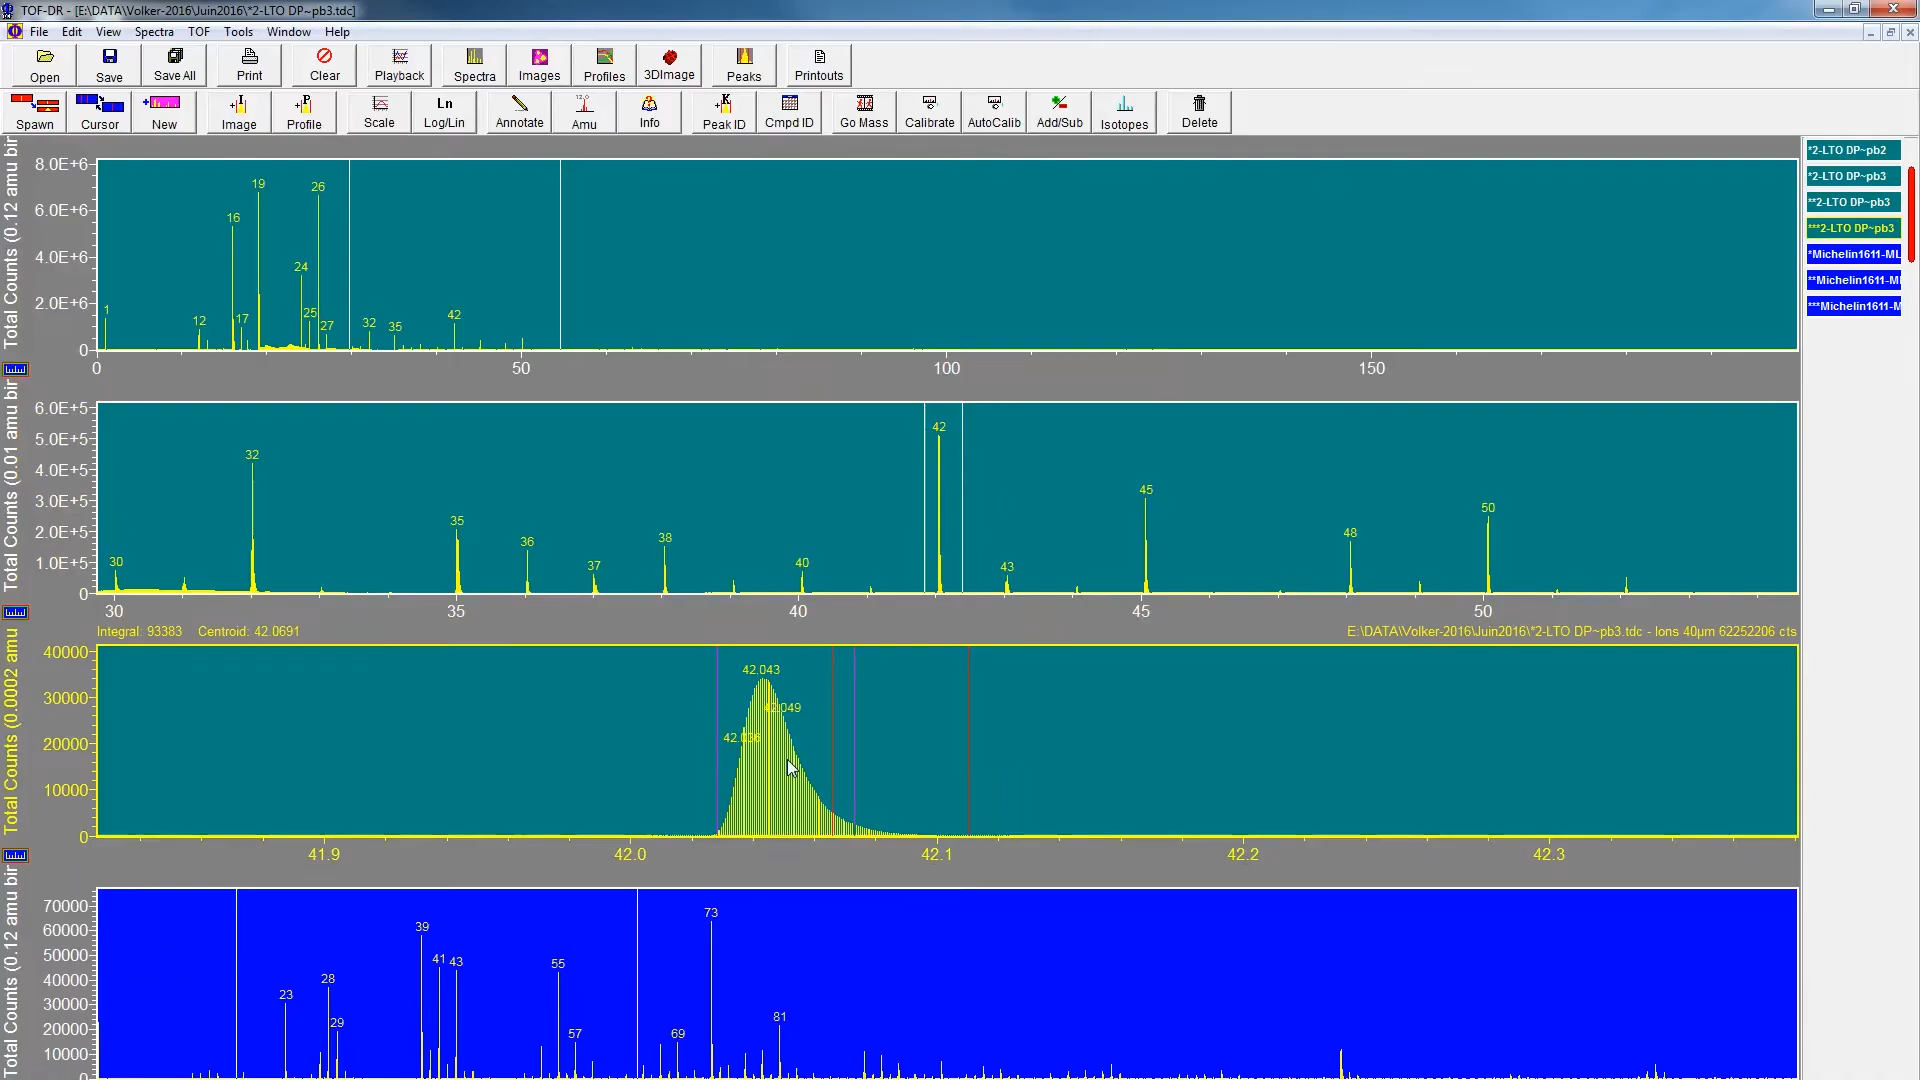 TOF-DR - [E:\DATA\Volker-2016\Juin2016\*2-LTO DP~pb3.tdc]
File Edit View Spectra TOF Tools Window Help
Open Save Save All Print Clear Playback Spectra Images Profiles 3DImage Peaks Printouts
Spawn Cursor New Image Profile Scale Ln Log/Lin Annotate 12.0 Amu Info Peak ID Cmpd ID Go Mass Calibrate AutoCalib Add/Sub Isotopes Delete
Total Counts (0.12 amu bin
8.0E+6
6.0E+6
4.0E+6
2.0E+6
0
1 12 16 17 19 24 25 26 27 32 35 42
0 50 100 150
Total Counts (0.01 amu bin
6.0E+5
5.0E+5
4.0E+5
3.0E+5
2.0E+5
1.0E+5
0
30 32 35 36 37 38 40 42 43 45 48 50
30 35 40 45 50
Integral: 93383 Centroid: 42.0691
E:\DATA\Volker-2016\Juin2016\*2-LTO DP~pb3.tdc - Ions 40µm 62252206 cts
Total Counts (0.0002 amu
40000
30000
20000
10000
0
42.043
42.049
42.036
41.9 42.0 42.1 42.2 42.3
Total Counts (0.12 amu bin
70000
60000
50000
40000
30000
20000
10000
0
23 28 29 39 41 43 55 57 69 73 81
*2-LTO DP~pb2
*2-LTO DP~pb3
**2-LTO DP~pb3
***2-LTO DP~pb3
*Michelin1611-ML
**Michelin1611-M
***Michelin1611-M